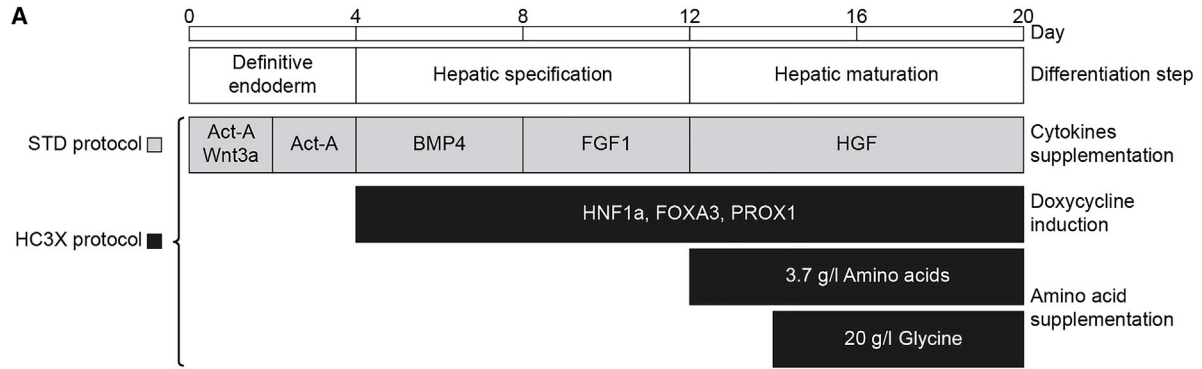 A
0 4 8 12 16 20
Day
Definitive
endoderm
Hepatic specification
Hepatic maturation
Differentiation step
STD protocol
Act-A
Wnt3a
Act-A
BMP4
FGF1
HGF
Cytokines
supplementation
HC3X protocol
HNF1a, FOXA3, PROX1
Doxycycline
induction
3.7 g/l Amino acids
20 g/l Glycine
Amino acid
supplementation